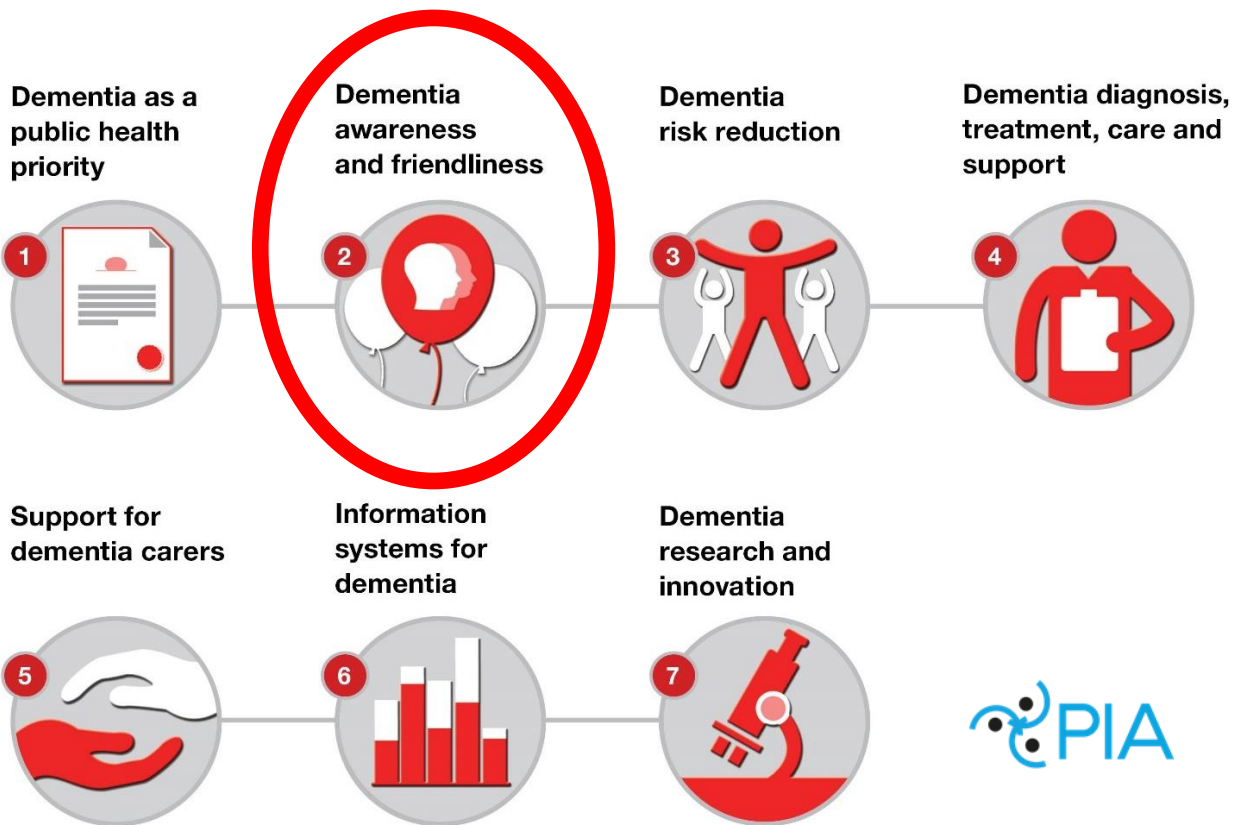 Dementia as a
public health
priority
1
Dementia
awareness
and friendliness
2
Dementia
risk reduction
3
Dementia diagnosis,
treatment, care and
support
4
Support for
dementia carers
5
Information
systems for
dementia
6
Dementia
research and
innovation
7
PIA